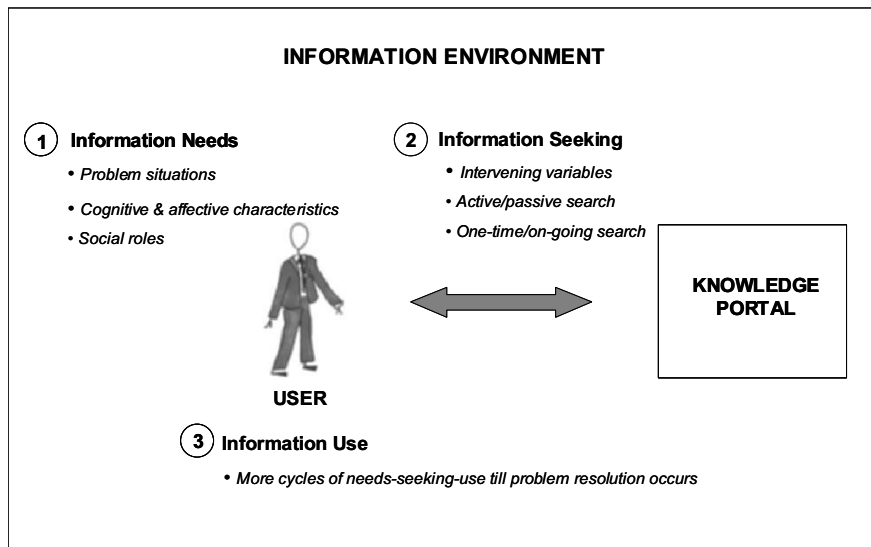 INFORMATION ENVIRONMENT
1 Information Needs
• Problem situations
• Cognitive & affective characteristics
• Social roles
2 Information Seeking
• Intervening variables
• Active/passive search
• One-time/on-going search
KNOWLEDGE
PORTAL
USER
3 Information Use
• More cycles of needs-seeking-use till problem resolution occurs